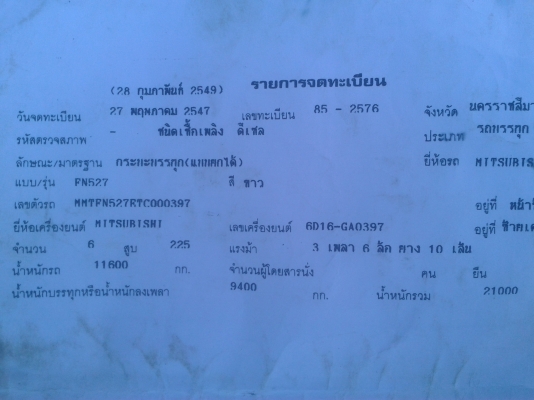 (28 กุมภาพันธ์ 2549) รายการจดทะเบียน
วันจดทะเบียน 27 พฤษภาคม 2547 เลขทะเบียน 85 - 2576 จังหวัด นครราชสีมา
รหัสตรวจสภาพ - ชนิดเชื้อเพลิง ดีเซล ประเภท รถบรรทุก
ลักษณะ/มาตรฐาน กระบะบรรทุก(แบบยกได้) ยี่ห้อรถ MITSUBISH
แบบ/รุ่น FN527 สี ขาว
เลขตัวรถ MMTFN527RTC000397 อยู่ที่ หน้า
ยี่ห้อเครื่องยนต์ MITSUBISHI เลขเครื่องยนต์ 6D16-GA0397 อยู่ที่ ซ้าย
จำนวน 6 สูบ 225 แรงม้า 3 เพลา 6 ล้อ ยาง 10 เส้น
น้ำหนักรถ 11600 กก. จำนวนผู้โดยสารนั่ง คน ยืน
น้ำหนักบรรทุกหรือน้ำหนักลงเพลา 9400 กก. น้ำหนักรวม 21000